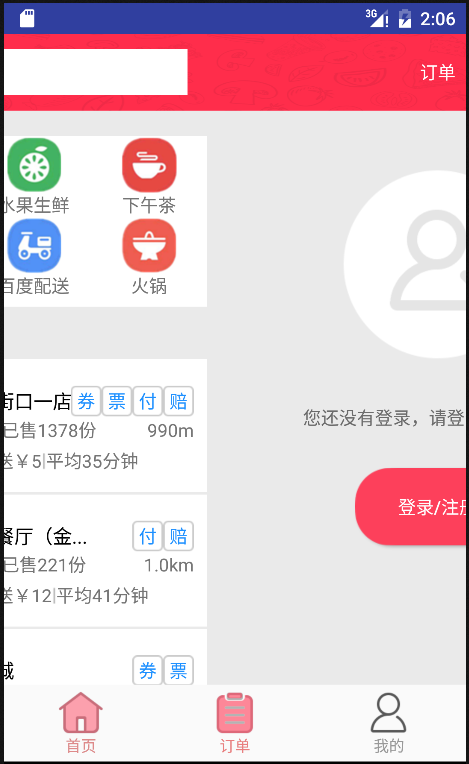 3G 2:06
订单
水果生鲜 下午茶
百度配送 火锅
街口一店 券 票 付 赔
已售1378份 990m
送￥5|平均35分钟
您还没有登录，请登
登录/注册
餐厅（金... 付 赔
已售221份 1.0km
送￥12|平均41分钟
城 券 票
首页 订单 我的